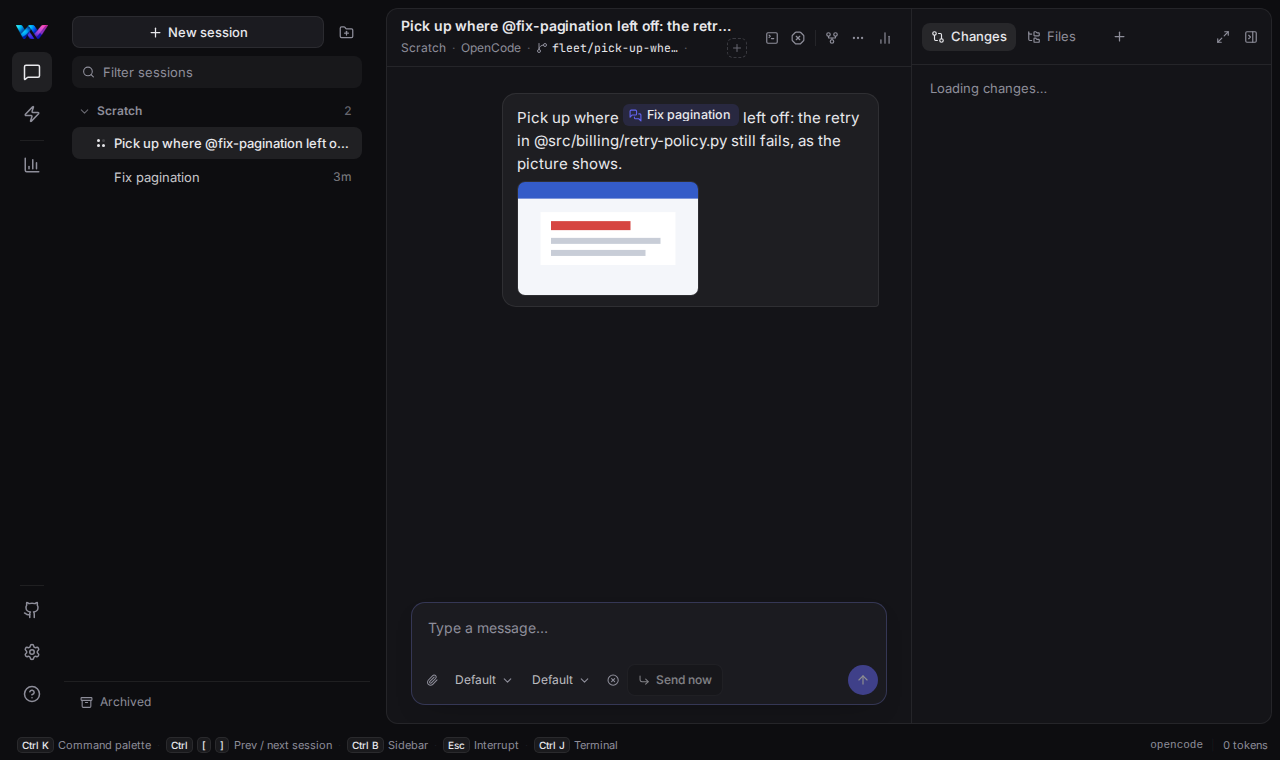 New session
Filter sessions
Scratch 2
Pick up where @fix-pagination left o...
Fix pagination 3m
Archived
Pick up where @fix-pagination left off: the retr...
Scratch · OpenCode · fleet/pick-up-whe… ·
Pick up where Fix pagination left off: the retry
in @src/billing/retry-policy.py still fails, as the
picture shows.
Type a message...
Default Default Send now
Changes Files
Loading changes...
Ctrl K Command palette Ctrl [ ] Prev / next session Ctrl B Sidebar Esc Interrupt Ctrl J Terminal
opencode 0 tokens